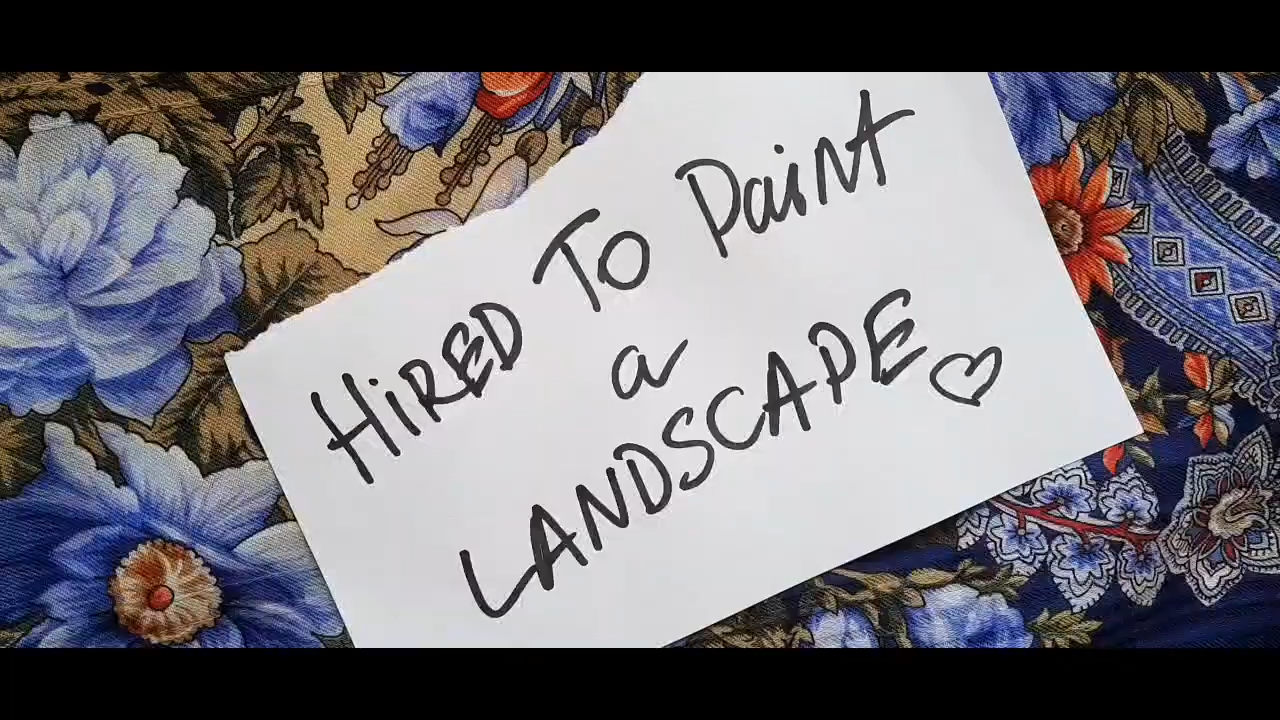 HiRED To PaiNT
a
LANDSCAPE ♡